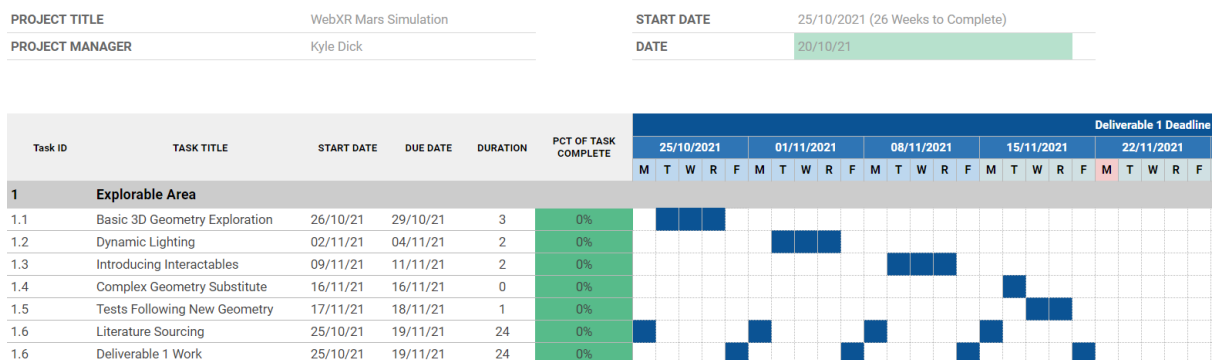 PROJECT TITLE WebXR Mars Simulation START DATE 25/10/2021 (26 Weeks to Complete)
PROJECT MANAGER Kyle Dick DATE 20/10/21
Deliverable 1 Deadline
Task ID TASK TITLE START DATE DUE DATE DURATION PCT OF TASK COMPLETE 25/10/2021 01/11/2021 08/11/2021 15/11/2021 22/11/2021
M T W R F M T W R F M T W R F M T W R F M T W R F
1 Explorable Area
1.1 Basic 3D Geometry Exploration 26/10/21 29/10/21 3 0%
1.2 Dynamic Lighting 02/11/21 04/11/21 2 0%
1.3 Introducing Interactables 09/11/21 11/11/21 2 0%
1.4 Complex Geometry Substitute 16/11/21 16/11/21 0 0%
1.5 Tests Following New Geometry 17/11/21 18/11/21 1 0%
1.6 Literature Sourcing 25/10/21 19/11/21 24 0%
1.6 Deliverable 1 Work 25/10/21 19/11/21 24 0%